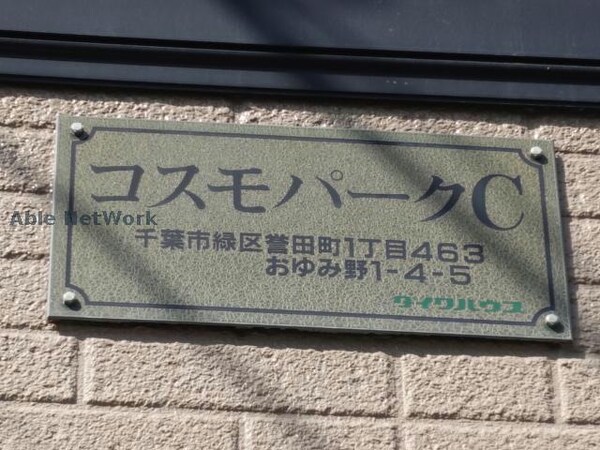 コスモパークC
Able NetWork
千葉市緑区誉田町1丁目463
おゆみ野1-4-5
ダイワハウス